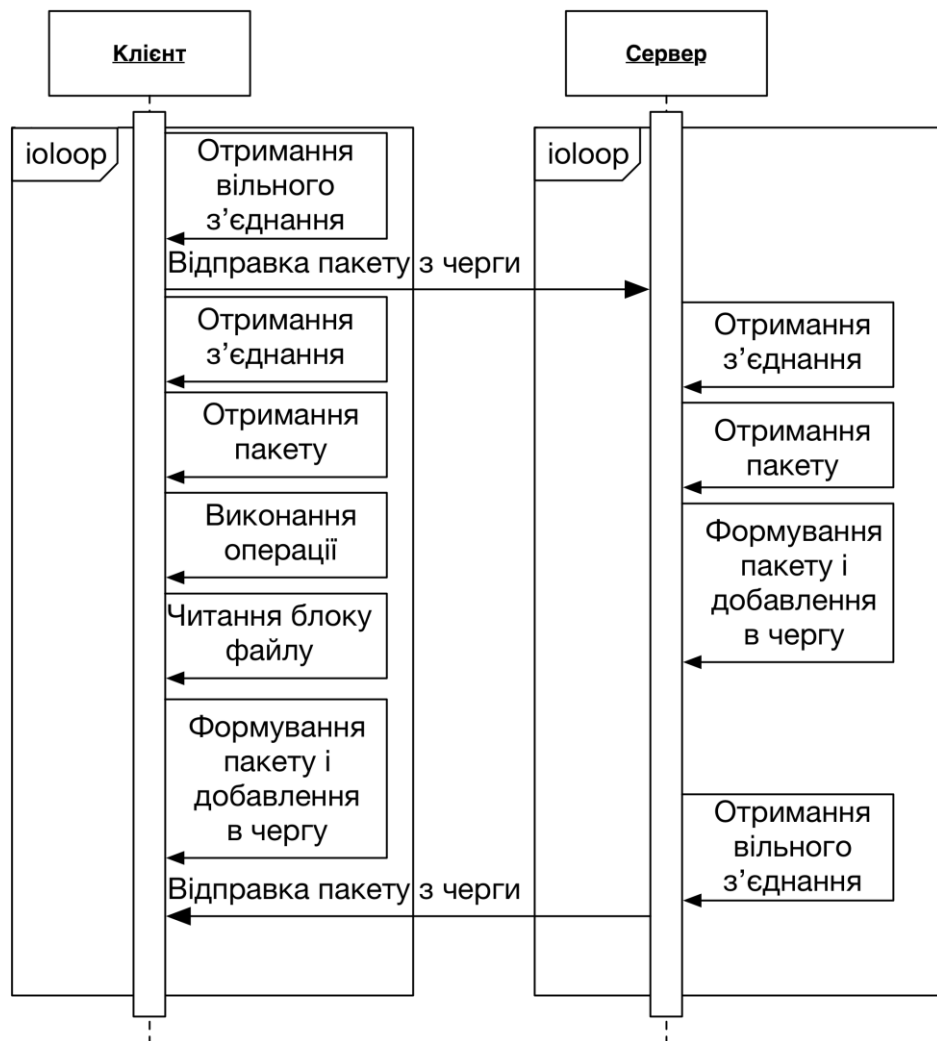 Клієнт
Сервер
ioloop
ioloop
Отримання
вільного
з’єднання
Відправка пакету з черги
Отримання
з’єднання
Отримання
з’єднання
Отримання
пакету
Отримання
пакету
Виконання
операції
Формування
пакету і
добавлення
в чергу
Читання блоку
файлу
Формування
пакету і
добавлення
в чергу
Отримання
вільного
з’єднання
Відправка пакету з черги